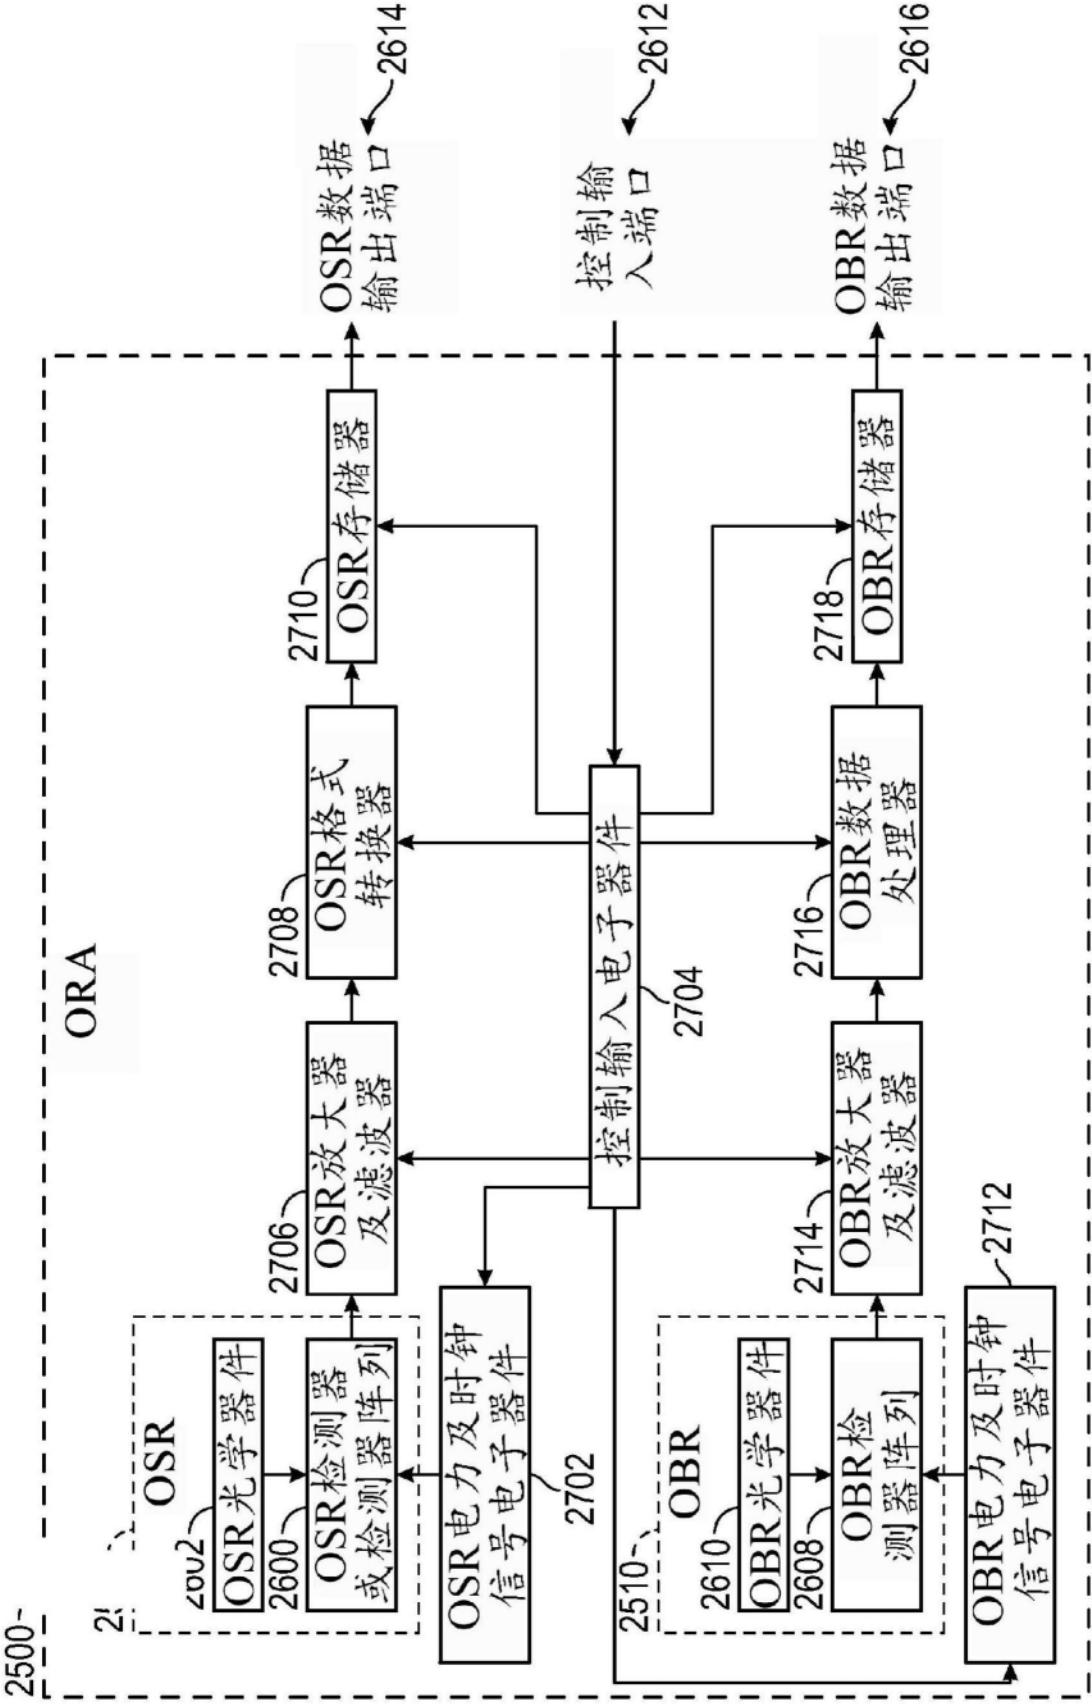 2500
ORA
OSR
2602
OSR光学器件
2600
OSR检测器
或检测器阵列
2706
OSR放大器
及滤波器
2708
OSR格式
转换器
2710
OSR存储器
OSR数据
输出端口
2614
OSR电力及时钟
信号电子器件
2702
控制输入电子器件
2704
控制输
入端口
2612
2510
OBR
2610
OBR光学器件
2608
OBR检
测器阵列
2714
OBR放大器
及滤波器
2716
OBR数据
处理器
2718
OBR存储器
OBR数据
输出端口
2616
OBR电力及时钟
信号电子器件
2712